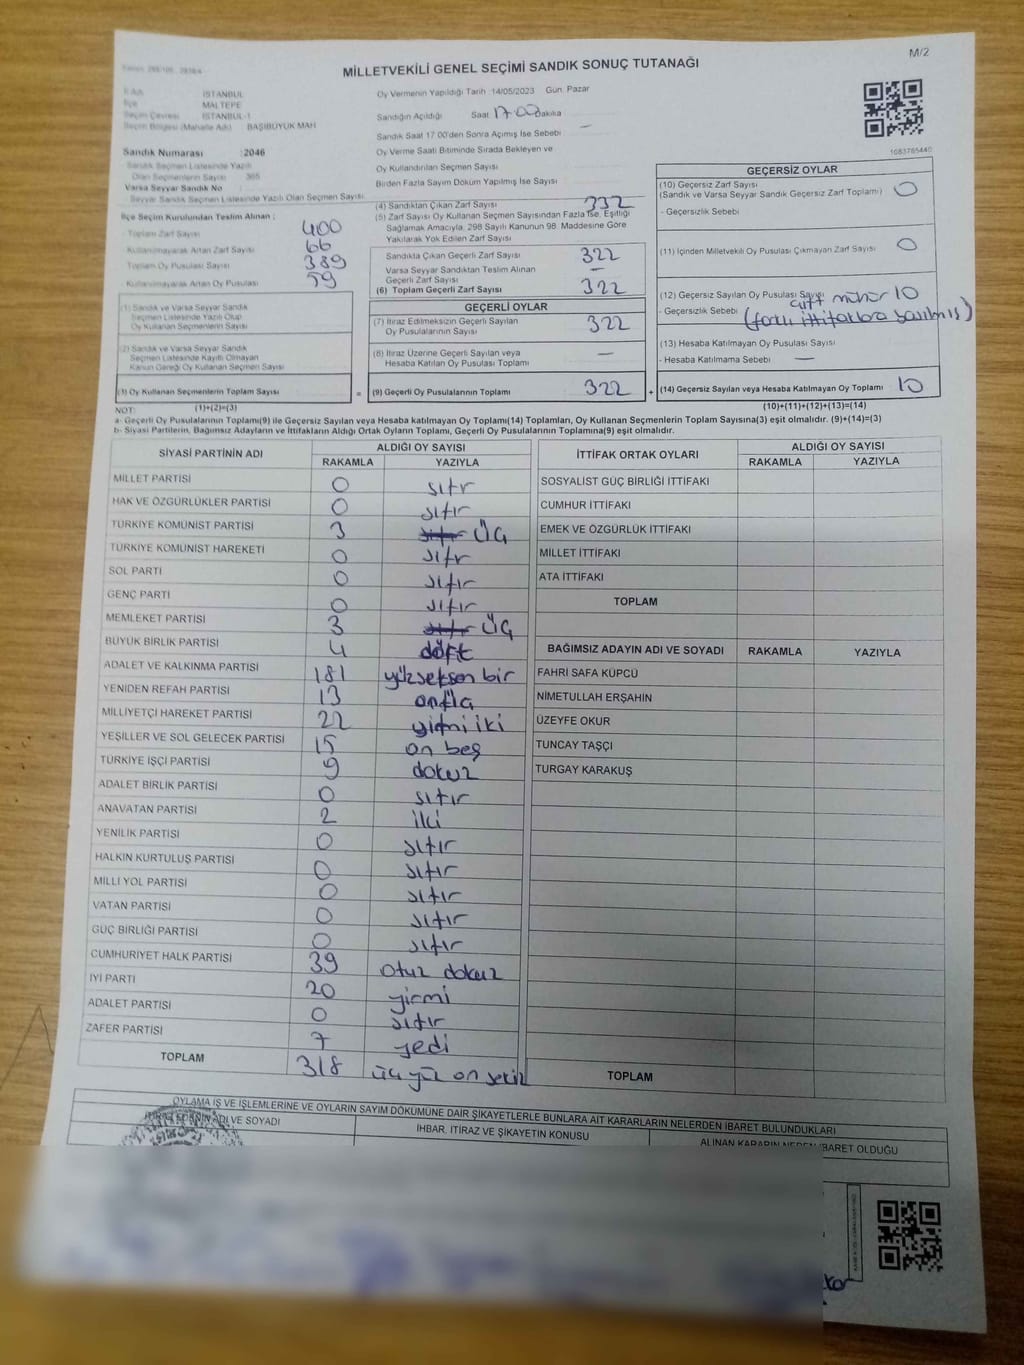 M/2
MİLLETVEKİLİ GENEL SEÇİMİ SANDIK SONUÇ TUTANAĞI
İSTANBUL
MALTEPE
İSTANBUL-1
BAŞIBÜYÜK MAH
Sandık Numarası :2046
Sandık Seçmen Listesinde Yazılı
Olan Seçmenlerin Sayısı 365
Varsa Seyyar Sandık No
Seyyar Sandık Seçmen Listesinde Yazılı Olan Seçmen Sayısı
İlçe Seçim Kurulundan Teslim Alınan ;
Toplam Zarf Sayısı 400
Kullanılmayarak Artan Zarf Sayısı 66
Toplam Oy Pusulası Sayısı 389
Kullanılmayarak Artan Oy Pusulası 59
Oy Vermenin Yapıldığı Tarih :14/05/2023 Gün. Pazar
Sandığın Açıldığı Saat 17.00 Dakika
Sandık Saat 17.00'den Sonra Açımış İse Sebebi —
Oy Verme Saati Bitiminde Sırada Bekleyen ve
Oy Kullandırılan Seçmen Sayısı
Birden Fazla Sayım Döküm Yapılmış İse Sayısı
(4) Sandıktan Çıkan Zarf Sayısı 332
(5) Zarf Sayısı Oy Kullanan Seçmen Sayısından Fazla İse, Eşitliği
Sağlamak Amacıyla, 298 Sayılı Kanunun 98. Maddesine Göre
Yakılarak Yok Edilen Zarf Sayısı
Sandıkta Çıkan Geçerli Zarf Sayısı 322
Varsa Seyyar Sandıktan Teslim Alınan
Geçerli Zarf Sayısı —
(6) Toplam Geçerli Zarf Sayısı 322
1083785440
GEÇERSİZ OYLAR
(10) Geçersiz Zarf Sayısı
(Sandık ve Varsa Seyyar Sandık Geçersiz Zarf Toplamı) 0
- Geçersizlik Sebebi
(11) İçinden Milletvekili Oy Pusulası Çıkmayan Zarf Sayısı 0
(12) Geçersiz Sayılan Oy Pusulası Sayısı 10
- Geçersizlik Sebebi çift mühür
(farklı ittifaklara basılmış)
(13) Hesaba Katılmayan Oy Pusulası Sayısı
- Hesaba Katılmama Sebebi —
(14) Geçersiz Sayılan veya Hesaba Katılmayan Oy Toplamı 10
(1) Sandık ve Varsa Seyyar Sandık
Seçmen Listesinde Yazılı Olup
Oy Kullanan Seçmenlerin Sayısı
(2) Sandık ve Varsa Seyyar Sandık
Seçmen Listesinde Kayıtlı Olmayan
Kanun Gereği Oy Kullanan Seçmen Sayısı
(3) Oy Kullanan Seçmenlerin Toplam Sayısı =
GEÇERLİ OYLAR
(7) İtiraz Edilmeksizin Geçerli Sayılan
Oy Pusulalarının Sayısı 322
(8) İtiraz Üzerine Geçerli Sayılan veya
Hesaba Katılan Oy Pusulası Toplamı —
(9) Geçerli Oy Pusulalarının Toplamı 322 +
NOT: (1)+(2)=(3) (10)+(11)+(12)+(13)=(14)
a- Geçerli Oy Pusulalarının Toplamı(9) ile Geçersiz Sayılan veya Hesaba katılmayan Oy Toplamı(14) Toplamları, Oy Kullanan Seçmenlerin Toplam Sayısına(3) eşit olmalıdır. (9)+(14)=(3)
b- Siyasi Partilerin, Bağımsız Adayların ve İttifakların Aldığı Ortak Oyların Toplamı, Geçerli Oy Pusulalarının Toplamına(9) eşit olmalıdır.
SİYASİ PARTİNİN ADI ALDIĞI OY SAYISI
RAKAMLA YAZIYLA
MİLLET PARTİSİ 0 sıfır
HAK VE ÖZGÜRLÜKLER PARTİSİ 0 sıfır
TÜRKİYE KOMÜNİST PARTİSİ 3 sıfır ÜÇ
TÜRKİYE KOMÜNİST HAREKETİ 0 sıfır
SOL PARTİ 0 sıfır
GENÇ PARTİ 0 sıfır
MEMLEKET PARTİSİ 3 sıfır ÜÇ
BÜYÜK BİRLİK PARTİSİ 4 dört
ADALET VE KALKINMA PARTİSİ 181 yüzseksen bir
YENİDEN REFAH PARTİSİ 13 onüç
MİLLİYETÇİ HAREKET PARTİSİ 22 yirmi iki
YEŞİLLER VE SOL GELECEK PARTİSİ 15 on beş
TÜRKİYE İŞÇİ PARTİSİ 9 dokuz
ADALET BİRLİK PARTİSİ 0 sıfır
ANAVATAN PARTİSİ 2 iki
YENİLİK PARTİSİ 0 sıfır
HALKIN KURTULUŞ PARTİSİ 0 sıfır
MİLLİ YOL PARTİSİ 0 sıfır
VATAN PARTİSİ 0 sıfır
GÜÇ BİRLİĞİ PARTİSİ 0 sıfır
CUMHURİYET HALK PARTİSİ 39 otuz dokuz
İYİ PARTİ 20 yirmi
ADALET PARTİSİ 0 sıfır
ZAFER PARTİSİ 7 yedi
TOPLAM 318 üç yüz on sekiz
İTTİFAK ORTAK OYLARI ALDIĞI OY SAYISI
RAKAMLA YAZIYLA
SOSYALİST GÜÇ BİRLİĞİ İTTİFAKI
CUMHUR İTTİFAKI
EMEK VE ÖZGÜRLÜK İTTİFAKI
MİLLET İTTİFAKI
ATA İTTİFAKI
TOPLAM
BAĞIMSIZ ADAYIN ADI VE SOYADI RAKAMLA YAZIYLA
FAHRİ SAFA KÜPCÜ
NİMETULLAH ERŞAHİN
ÜZEYFE OKUR
TUNCAY TAŞÇI
TURGAY KARAKUŞ
TOPLAM
OYLAMA İŞ VE İŞLEMLERİNE VE OYLARIN SAYIM DÖKÜMÜNE DAİR ŞİKAYETLERLE BUNLARA AİT KARARLARIN NELERDEN İBARET BULUNDUKLARI
ADI VE SOYADI İHBAR, İTİRAZ VE ŞİKAYETİN KONUSU ALINAN KARARIN NEDEN İBARET OLDUĞU